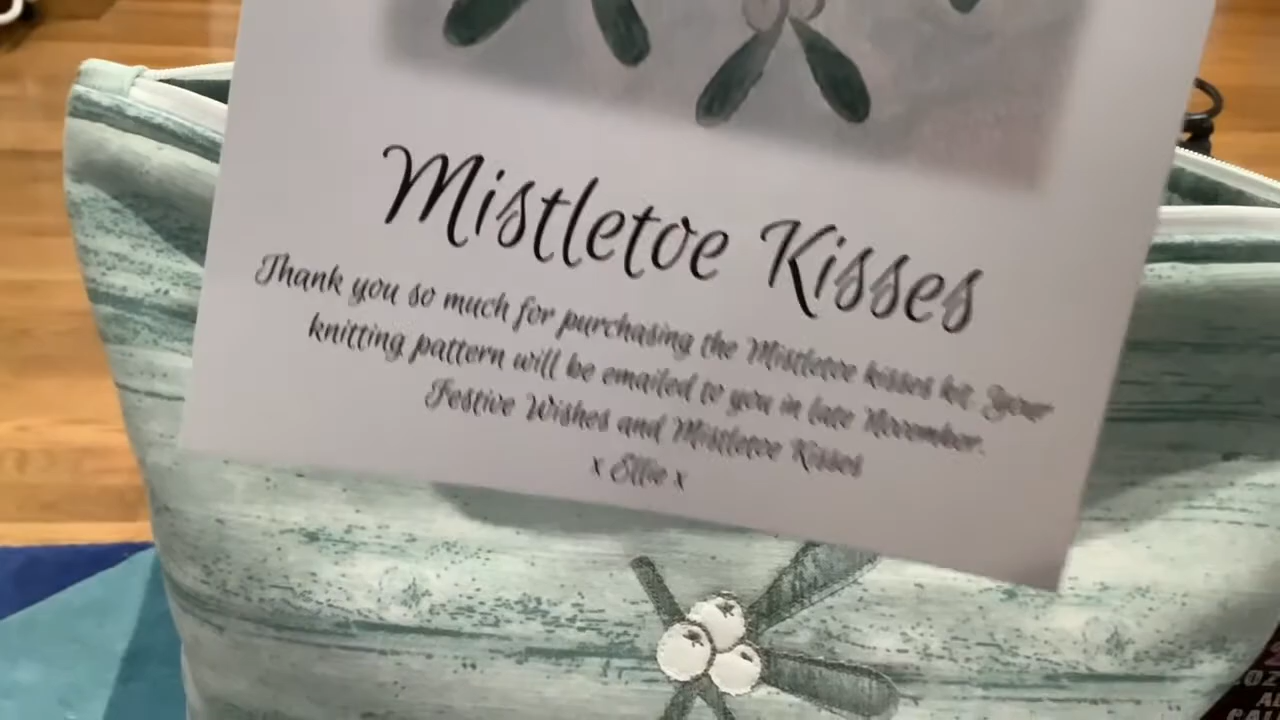 Mistletoe Kisses
Thank you so much for purchasing the Mistletoe kisses kit. Your
knitting pattern will be emailed to you in late November.
Festive Wishes and Mistletoe Kisses
x Ellie x